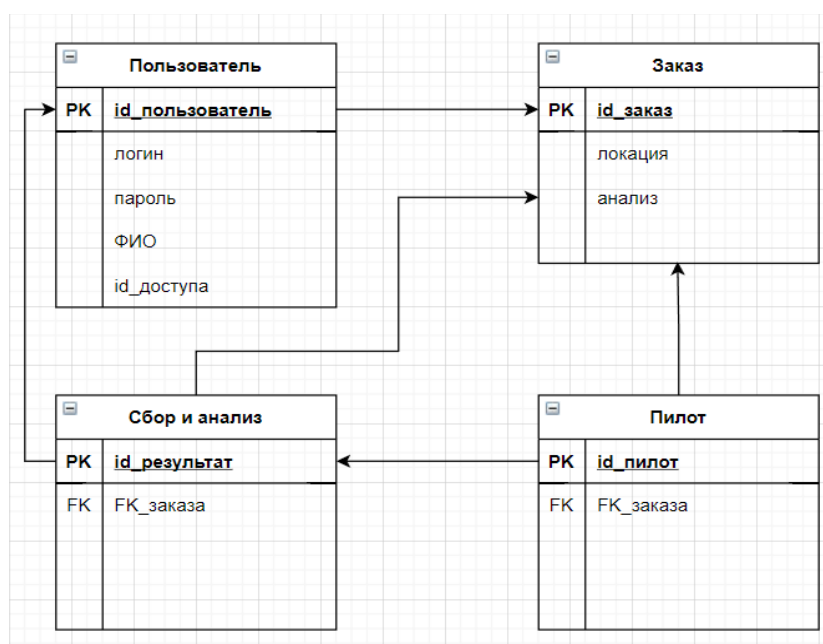 Пользователь
PK id_пользователь
логин
пароль
ФИО
id_доступа
Заказ
PK id_заказ
локация
анализ
Сбор и анализ
PK id_результат
FK FK_заказа
Пилот
PK id_пилот
FK FK_заказа